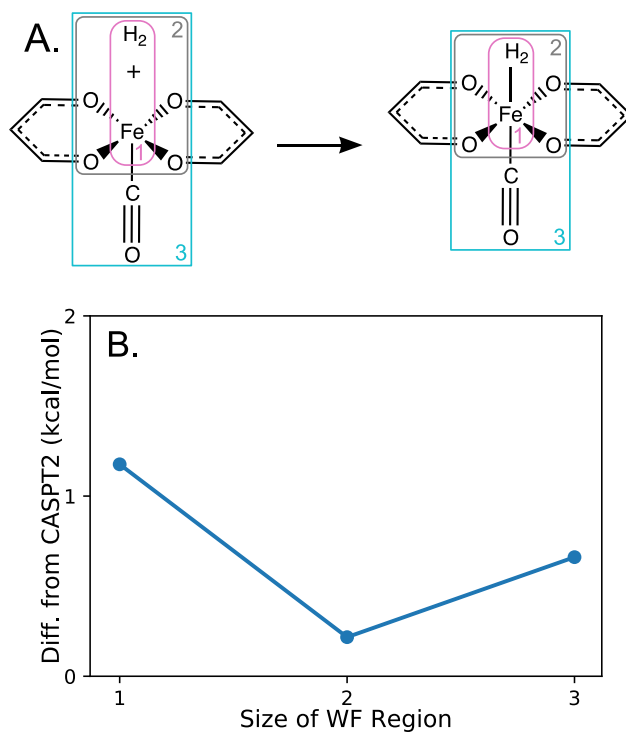 A.
H2
2
+
O
O
Fe
1
O
O
C
O
3
H2
2
O
O
Fe
1
O
O
C
O
3
B.
Diff. from CASPT2 (kcal/mol)
2
1
0
1
2
3
Size of WF Region